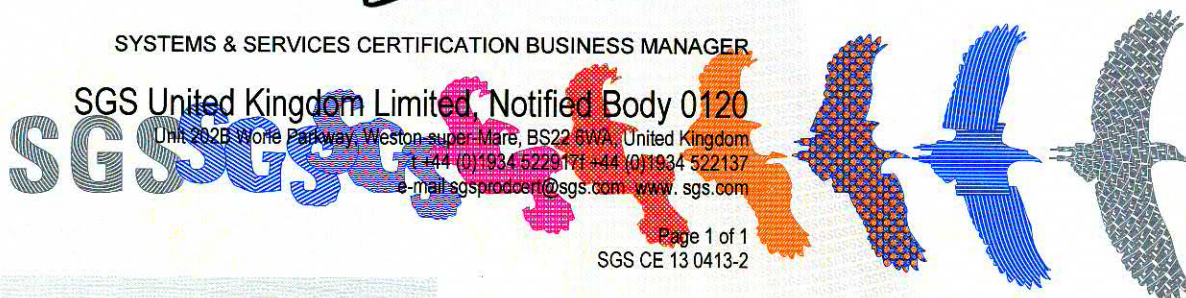 SYSTEMS & SERVICES CERTIFICATION BUSINESS MANAGER
SGS United Kingdom Limited, Notified Body 0120
Unit 202B Worle Parkway, Weston-super-Mare, BS22 6WA, United Kingdom
t +44 (0)1934 522917 f +44 (0)1934 522137
e-mail sgsprodcert@sgs.com www. sgs.com
SGS SGS SGS
Page 1 of 1
SGS CE 13 0413-2